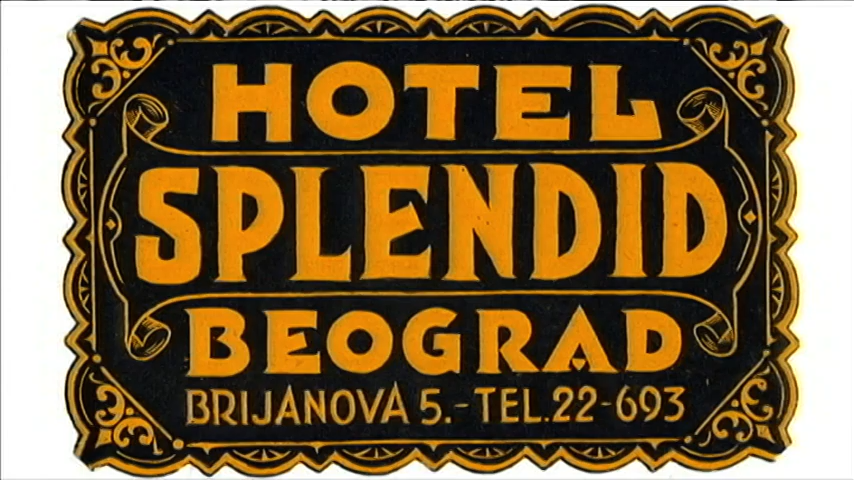 HOTEL
SPLENDID
BEOGRAD
BRIJANOVA 5.-TEL.22-693